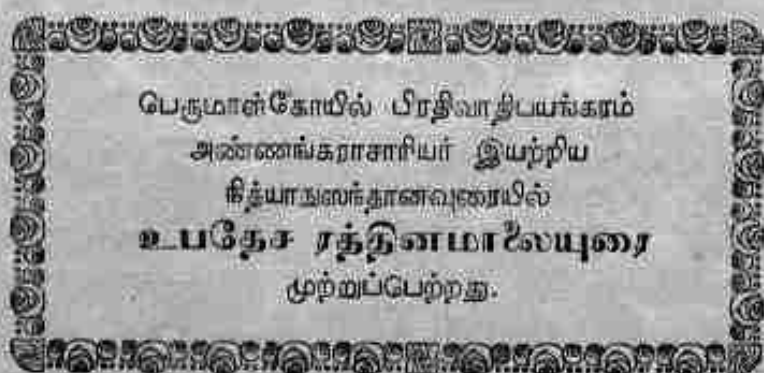 பெருமாள்கோயில் பிரதிவாதிபயங்கரம்
அண்ணங்கராசாரியர் இயற்றிய
நித்யாநுஸந்தானவுரையில்
உபதேச ரத்தினமாலையுரை
முற்றுப்பெற்றது.